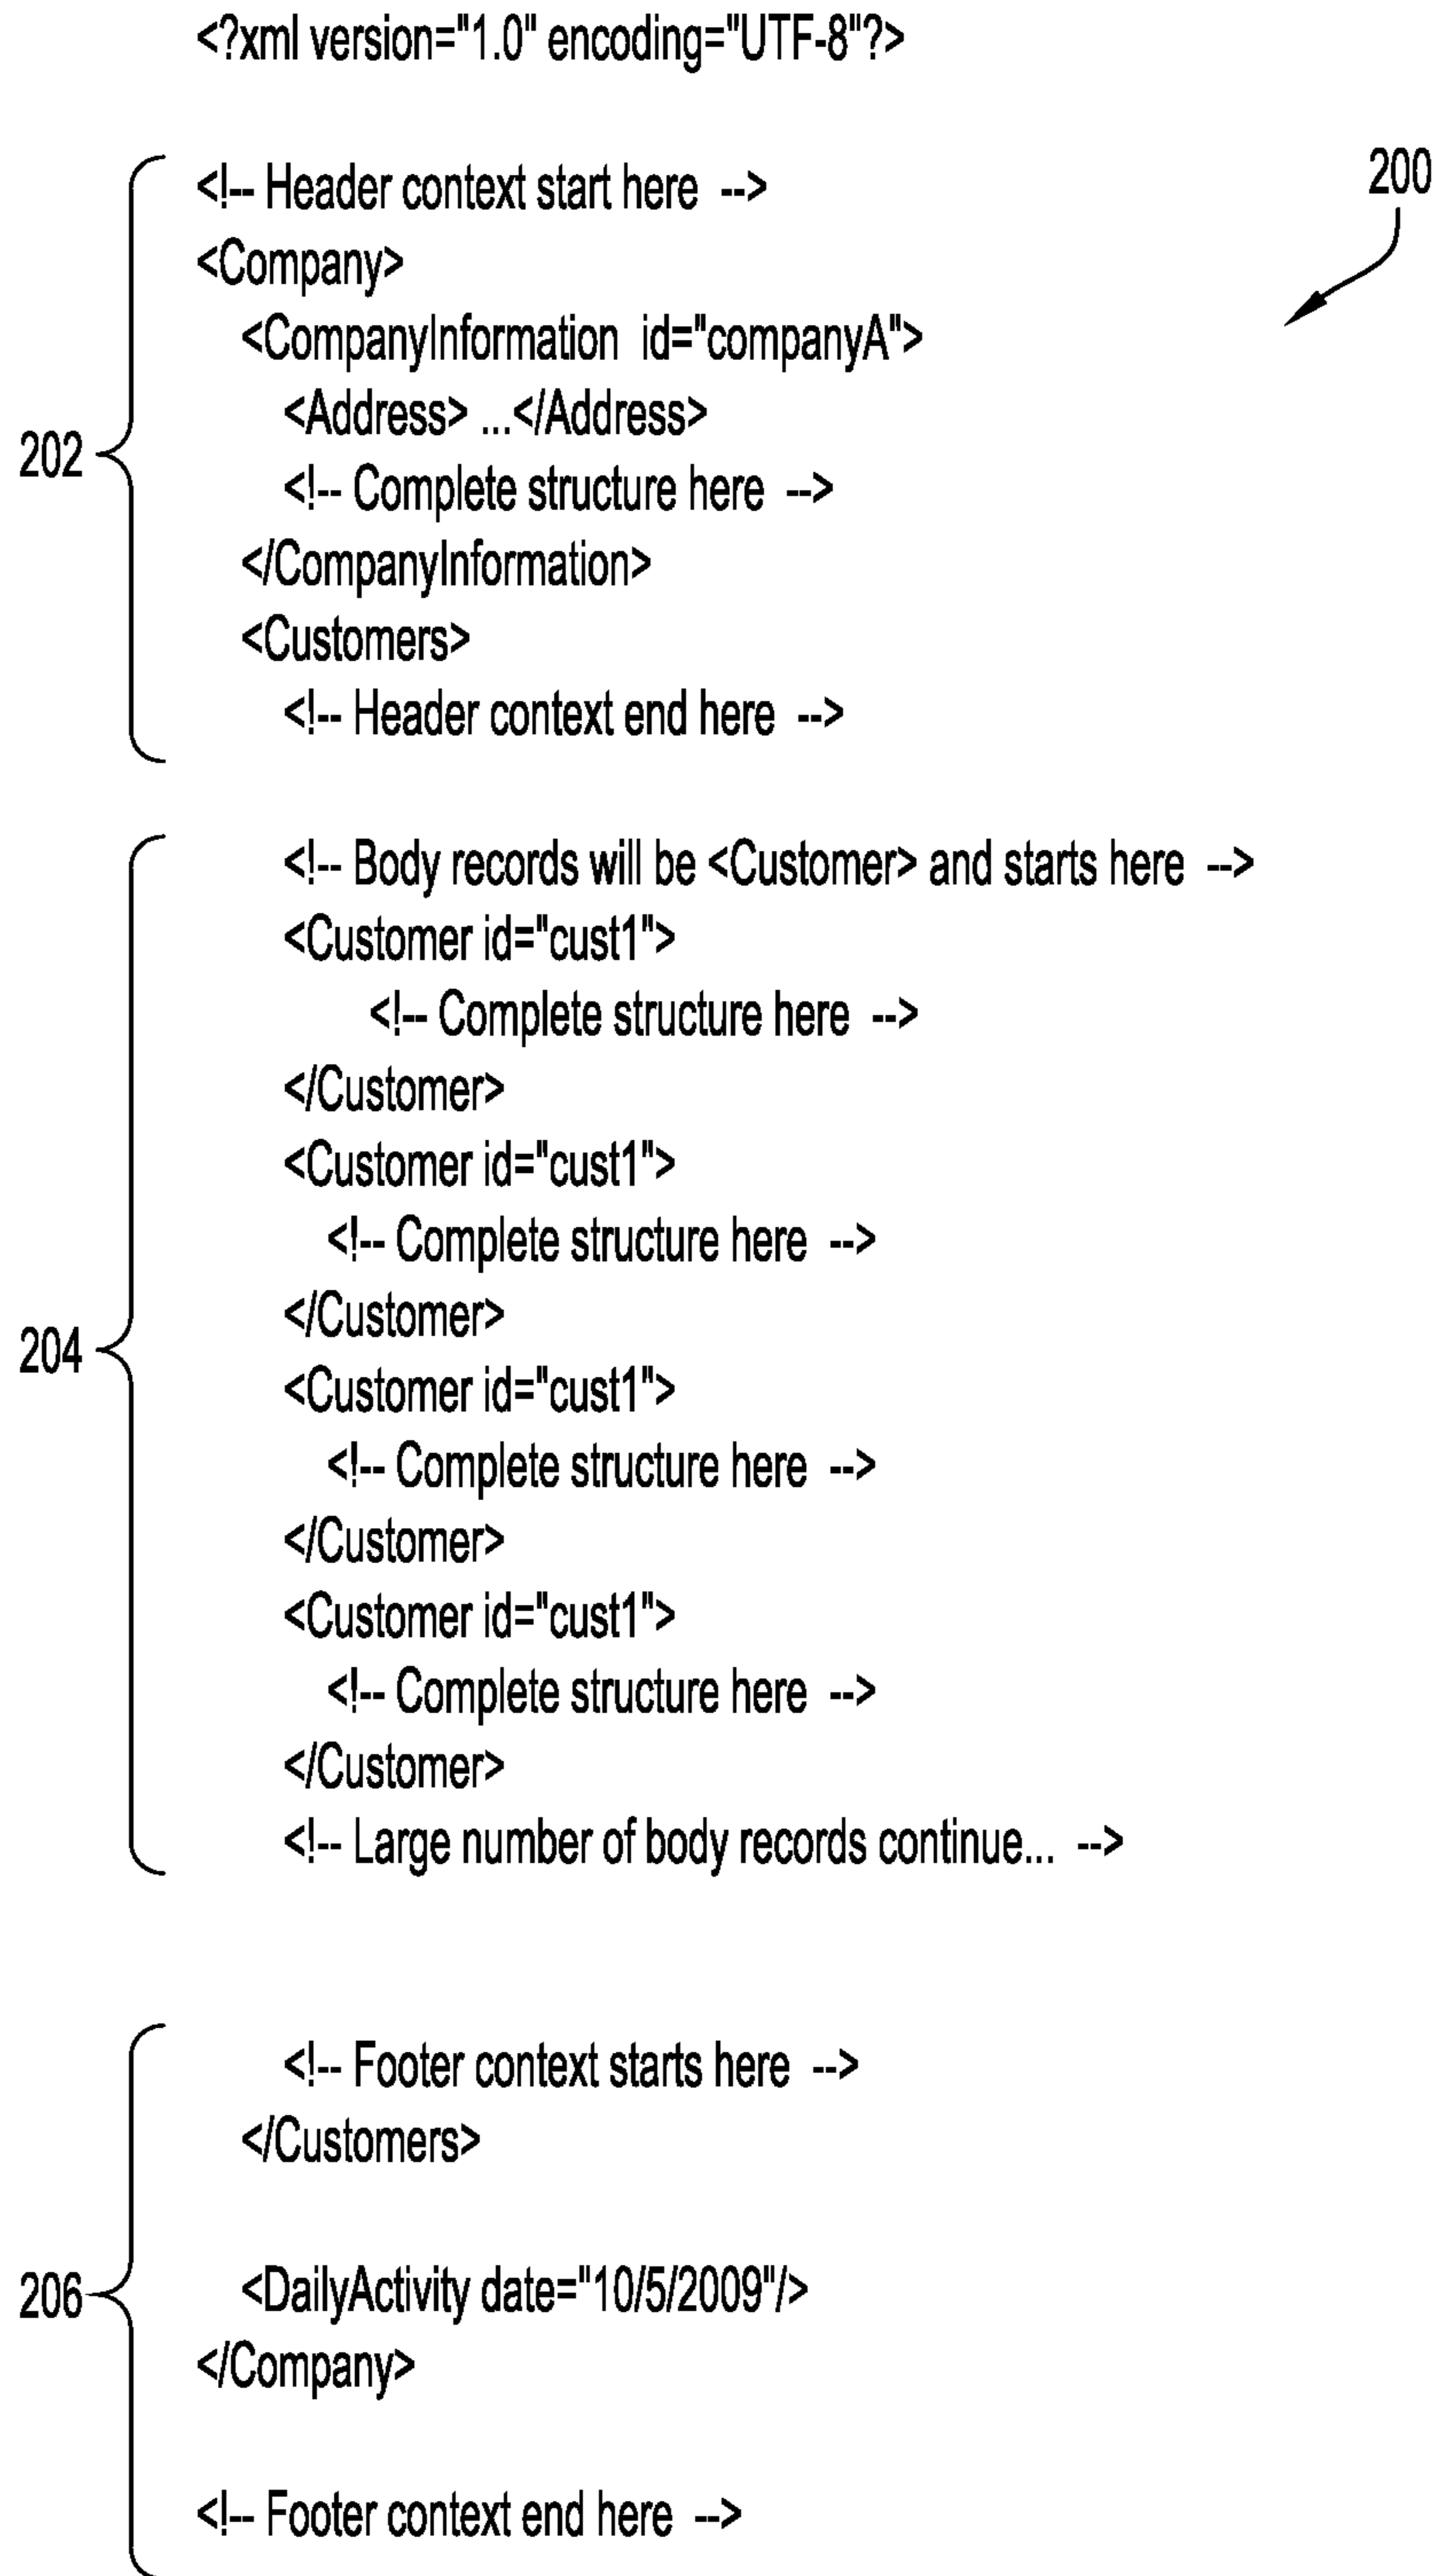 <?xml version="1.0" encoding="UTF-8"?>
200
<!-- Header context start here -->
<Company>
<CompanyInformation id="companyA">
<Address> ...</Address>
202
<!-- Complete structure here -->
</CompanyInformation>
<Customers>
<!-- Header context end here -->
<!-- Body records will be <Customer> and starts here -->
<Customer id="cust1">
<!-- Complete structure here -->
</Customer>
<Customer id="cust1">
<!-- Complete structure here -->
</Customer>
204
<Customer id="cust1">
<!-- Complete structure here -->
</Customer>
<Customer id="cust1">
<!-- Complete structure here -->
</Customer>
<!-- Large number of body records continue... -->
<!-- Footer context starts here -->
</Customers>
206
<DailyActivity date="10/5/2009"/>
</Company>
<!-- Footer context end here -->